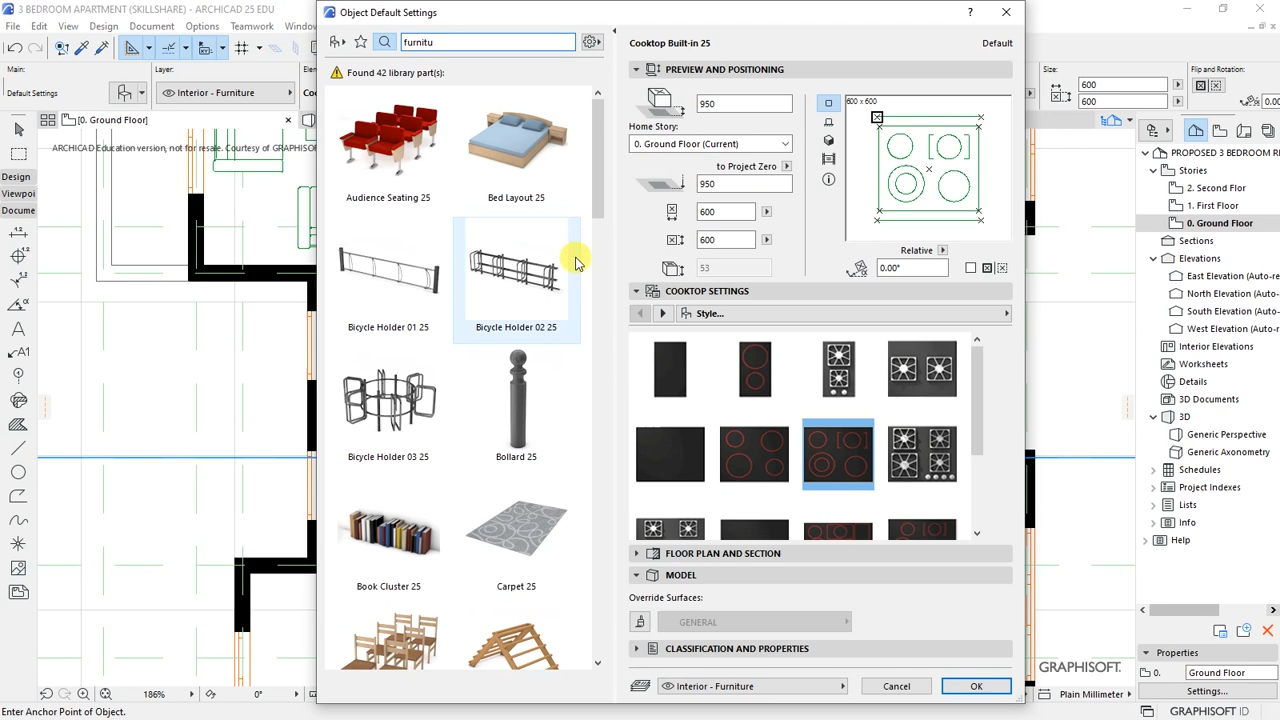 3 BEDROOM APARTMENT (SKILLSHARE) - ARCHICAD 25 EDU
File Edit View Design Document Options Teamwork
Main:
Default Settings
Layer:
Interior - Furniture
[0. Ground Floor]
ARCHICAD Education version, not for resale. Courtesy of GRAPHISOF
Design
Viewpoi
Docume
Object Default Settings
furnitu
Found 42 library part(s):
Audience Seating 25
Bed Layout 25
Bicycle Holder 01 25
Bicycle Holder 02 25
Bicycle Holder 03 25
Bollard 25
Book Cluster 25
Carpet 25
Cooktop Built-in 25
Default
PREVIEW AND POSITIONING
950
Home Story:
0. Ground Floor (Current)
to Project Zero
950
600
600
53
600 x 600
Relative
0.00°
COOKTOP SETTINGS
Style...
FLOOR PLAN AND SECTION
MODEL
Override Surfaces:
GENERAL
CLASSIFICATION AND PROPERTIES
Interior - Furniture
Cancel
OK
Size:
600
600
Flip and Rotation:
0.00
PROPOSED 3 BEDROOM RE
Stories
2. Second Flor
1. First Floor
0. Ground Floor
Sections
Elevations
East Elevation (Auto-r
North Elevation (Auto-
South Elevation (Auto-
West Elevation (Auto-r
Interior Elevations
Worksheets
Details
3D Documents
3D
Generic Perspective
Generic Axonometry
Schedules
Project Indexes
Lists
Info
Help
Properties
0.
Ground Floor
Settings...
GRAPHISOFT.
186%
0°
Plain Millimeter
Enter Anchor Point of Object.
GRAPHISOFT ID